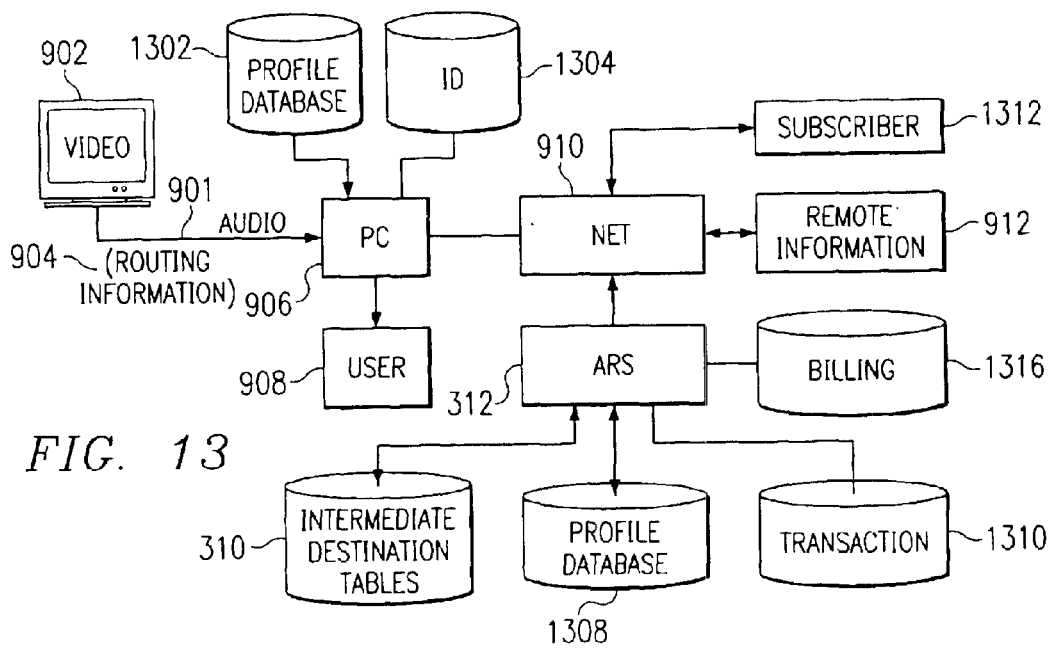 1302
PROFILE
DATABASE
ID
1304
902
VIDEO
901
AUDIO
904
(ROUTING
INFORMATION)
PC
906
USER
908
910
NET
SUBSCRIBER
1312
REMOTE
INFORMATION
912
ARS
312
BILLING
1316
FIG. 13
310
INTERMEDIATE
DESTINATION
TABLES
PROFILE
DATABASE
1308
TRANSACTION
1310